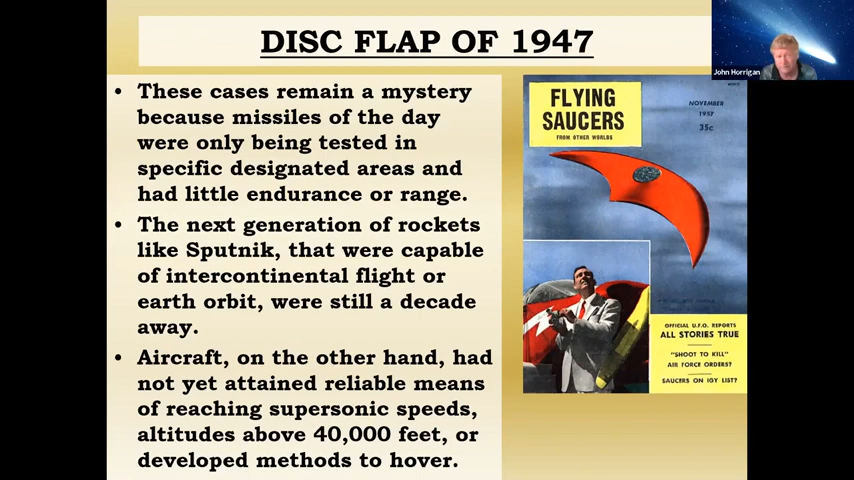 DISC FLAP OF 1947
John Horrigan
• These cases remain a mystery
because missiles of the day
were only being tested in
specific designated areas and
had little endurance or range.
• The next generation of rockets
like Sputnik, that were capable
of intercontinental flight or
earth orbit, were still a decade
away.
• Aircraft, on the other hand, had
not yet attained reliable means
of reaching supersonic speeds,
altitudes above 40,000 feet, or
developed methods to hover.
FLYING
SAUCERS
FROM OTHER WORLDS
NOVEMBER
1957
35c
OFFICIAL U.F.O. REPORTS
ALL STORIES TRUE
"SHOOT TO KILL"
AIR FORCE ORDERS?
SAUCERS ON IGY LIST?